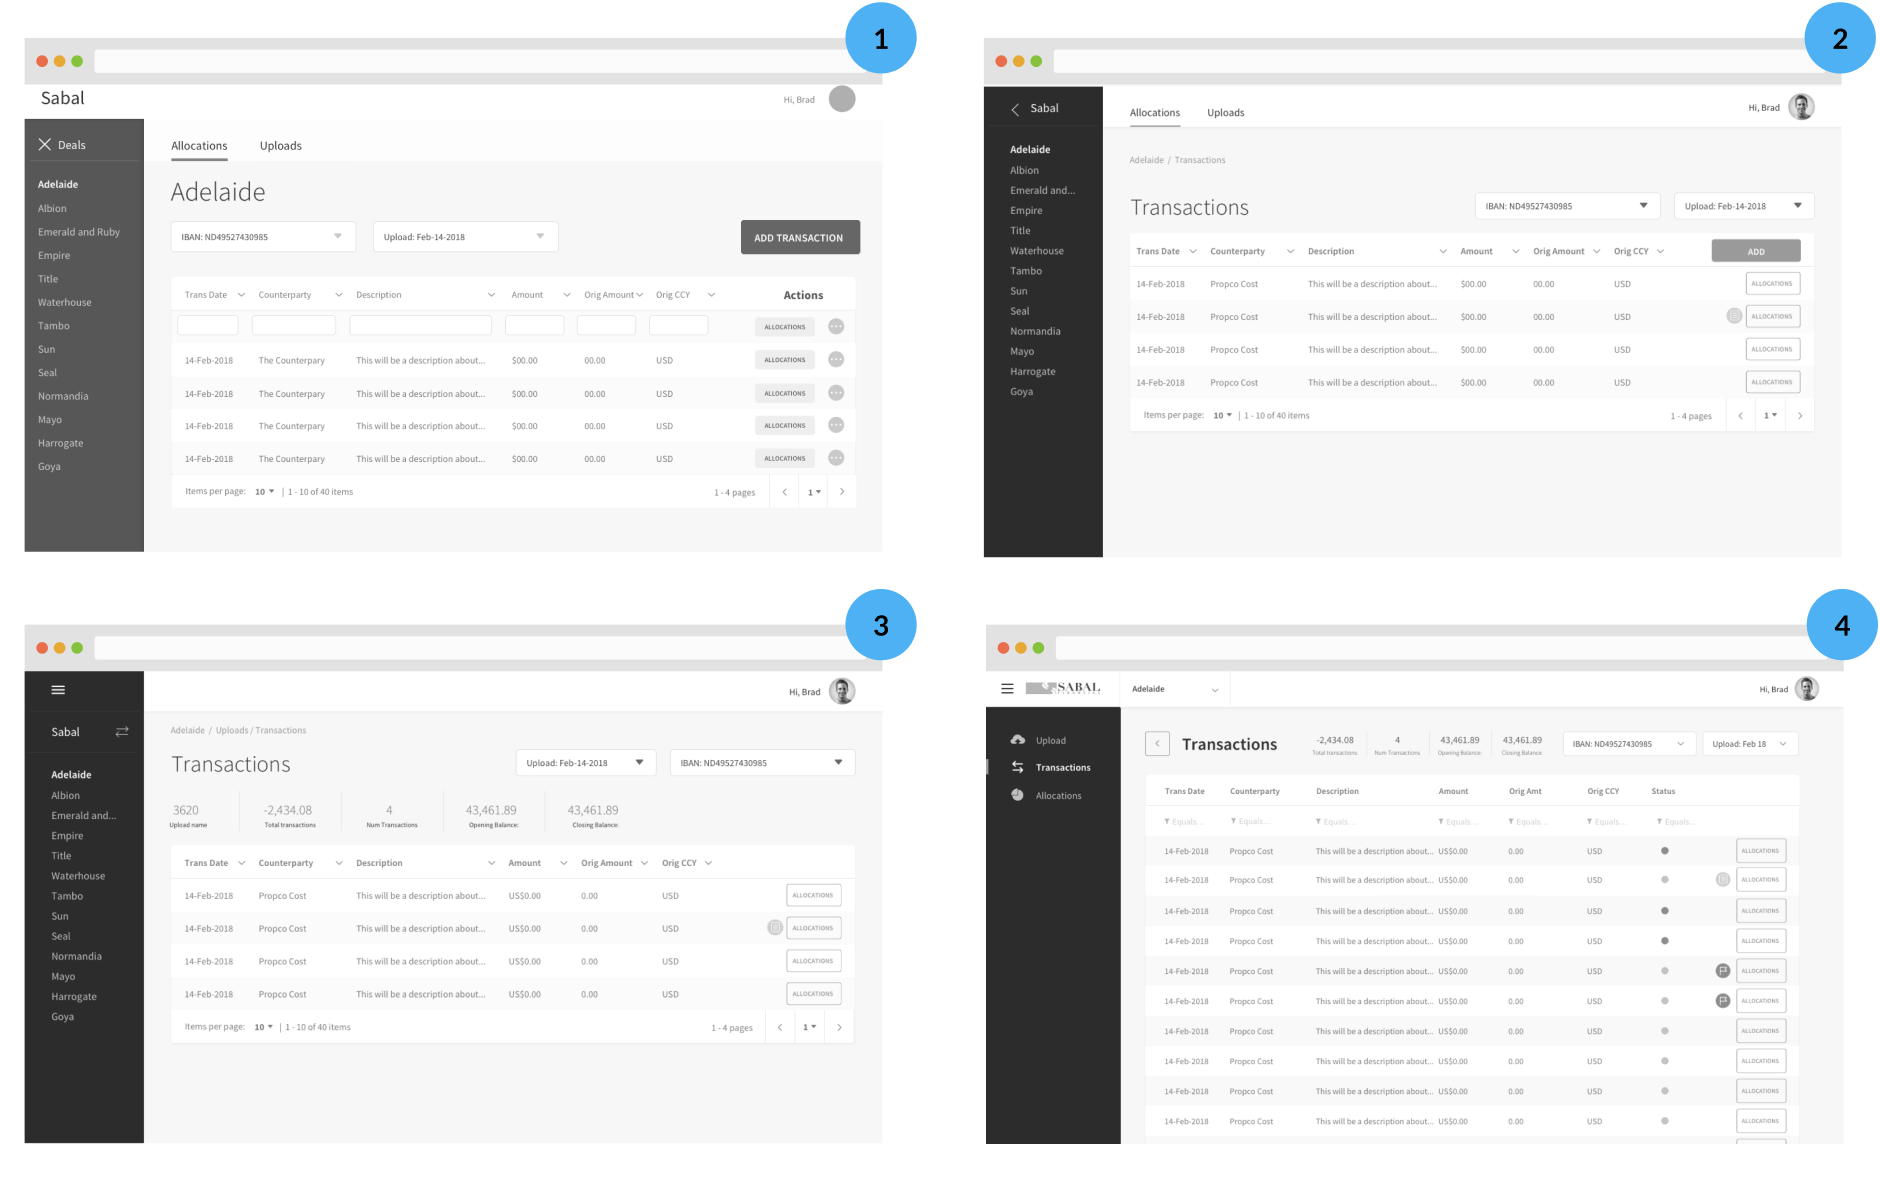 1
Sabal
Hi, Brad
Deals
Allocations Uploads
Adelaide
Albion
Emerald and Ruby
Empire
Title
Waterhouse
Tambo
Sun
Seal
Normandia
Mayo
Harrogate
Goya
Adelaide
IBAN: ND49527430985 Upload: Feb-14-2018 ADD TRANSACTION
Trans Date Counterparty Description Amount Orig Amount Orig CCY Actions
ALLOCATIONS
14-Feb-2018 The Counterpary This will be a description about... $00.00 00.00 USD ALLOCATIONS
14-Feb-2018 The Counterpary This will be a description about... $00.00 00.00 USD ALLOCATIONS
14-Feb-2018 The Counterpary This will be a description about... $00.00 00.00 USD ALLOCATIONS
14-Feb-2018 The Counterpary This will be a description about... $00.00 00.00 USD ALLOCATIONS
Items per page: 10 | 1 - 10 of 40 items 1 - 4 pages 1
2
Sabal
Allocations Uploads
Hi, Brad
Adelaide
Albion
Emerald and...
Empire
Title
Waterhouse
Tambo
Sun
Seal
Normandia
Mayo
Harrogate
Goya
Adelaide / Transactions
Transactions IBAN: ND49527430985 Upload: Feb-14-2018
Trans Date Counterparty Description Amount Orig Amount Orig CCY ADD
14-Feb-2018 Propco Cost This will be a description about... $00.00 00.00 USD ALLOCATIONS
14-Feb-2018 Propco Cost This will be a description about... $00.00 00.00 USD ALLOCATIONS
14-Feb-2018 Propco Cost This will be a description about... $00.00 00.00 USD ALLOCATIONS
14-Feb-2018 Propco Cost This will be a description about... $00.00 00.00 USD ALLOCATIONS
Items per page: 10 | 1 - 10 of 40 items 1 - 4 pages 1
3
Hi, Brad
Sabal
Adelaide
Albion
Emerald and...
Empire
Title
Waterhouse
Tambo
Sun
Seal
Normandia
Mayo
Harrogate
Goya
Adelaide / Uploads / Transactions
Transactions Upload: Feb-14-2018 IBAN: ND49527430985
3620 -2,434.08 4 43,461.89 43,461.89
Upload name Total transactions Num Transactions Opening Balance: Closing Balance:
Trans Date Counterparty Description Amount Orig Amount Orig CCY
14-Feb-2018 Propco Cost This will be a description about... US$0.00 0.00 USD ALLOCATIONS
14-Feb-2018 Propco Cost This will be a description about... US$0.00 0.00 USD ALLOCATIONS
14-Feb-2018 Propco Cost This will be a description about... US$0.00 0.00 USD ALLOCATIONS
14-Feb-2018 Propco Cost This will be a description about... US$0.00 0.00 USD ALLOCATIONS
Items per page: 10 | 1 - 10 of 40 items 1 - 4 pages 1
4
SABAL
Adelaide
Hi, Brad
Upload
Transactions
Allocations
Transactions -2,434.08 4 43,461.89 43,461.89 IBAN: ND49527430985 Upload: Feb 18
Total transactions Num Transactions Opening Balance: Closing Balance:
Trans Date Counterparty Description Amount Orig Amt Orig CCY Status
Equals... Equals... Equals... Equals... Equals... Equals... Equals...
14-Feb-2018 Propco Cost This will be a description about... US$0.00 0.00 USD ALLOCATIONS
14-Feb-2018 Propco Cost This will be a description about... US$0.00 0.00 USD ALLOCATIONS
14-Feb-2018 Propco Cost This will be a description about... US$0.00 0.00 USD ALLOCATIONS
14-Feb-2018 Propco Cost This will be a description about... US$0.00 0.00 USD ALLOCATIONS
14-Feb-2018 Propco Cost This will be a description about... US$0.00 0.00 USD ALLOCATIONS
14-Feb-2018 Propco Cost This will be a description about... US$0.00 0.00 USD ALLOCATIONS
14-Feb-2018 Propco Cost This will be a description about... US$0.00 0.00 USD ALLOCATIONS
14-Feb-2018 Propco Cost This will be a description about... US$0.00 0.00 USD ALLOCATIONS
14-Feb-2018 Propco Cost This will be a description about... US$0.00 0.00 USD ALLOCATIONS
14-Feb-2018 Propco Cost This will be a description about... US$0.00 0.00 USD ALLOCATIONS